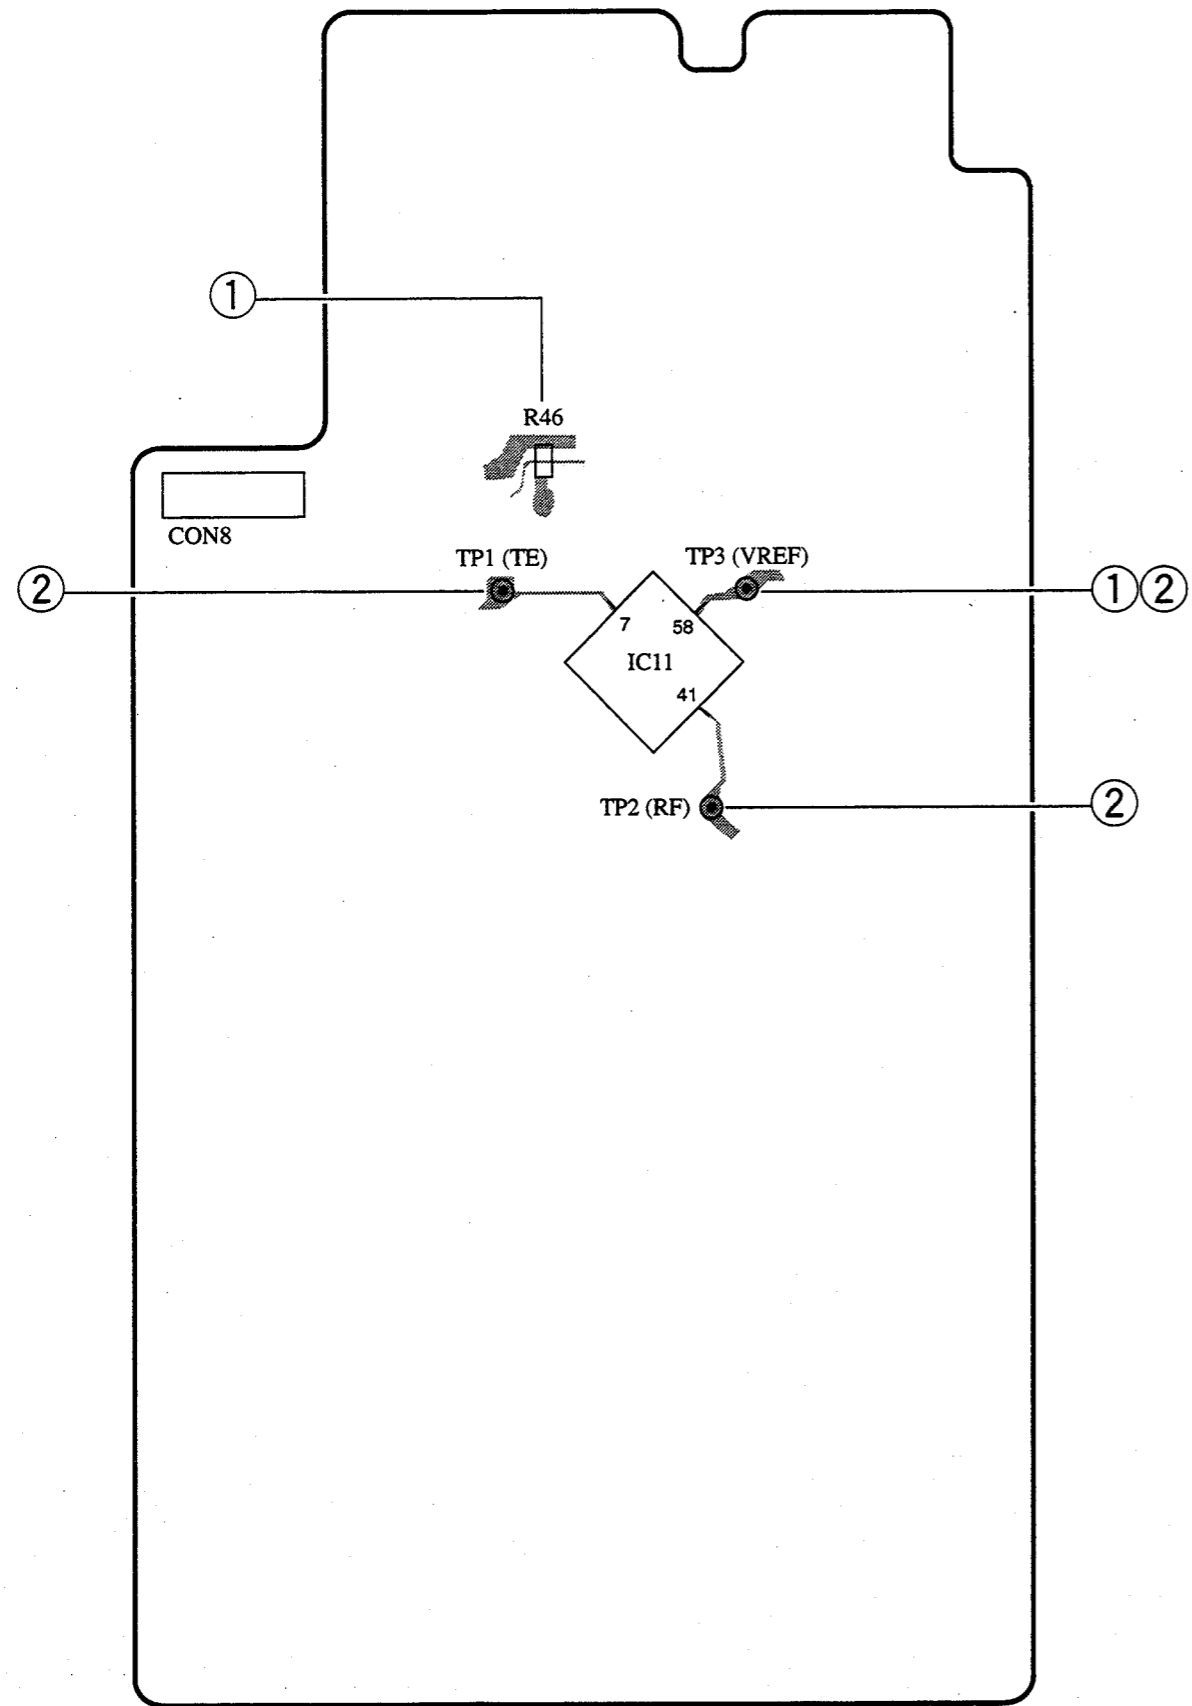 ①
R46
CON8
TP1 (TE)
TP3 (VREF)
②
①②
7
58
IC11
41
TP2 (RF)
②